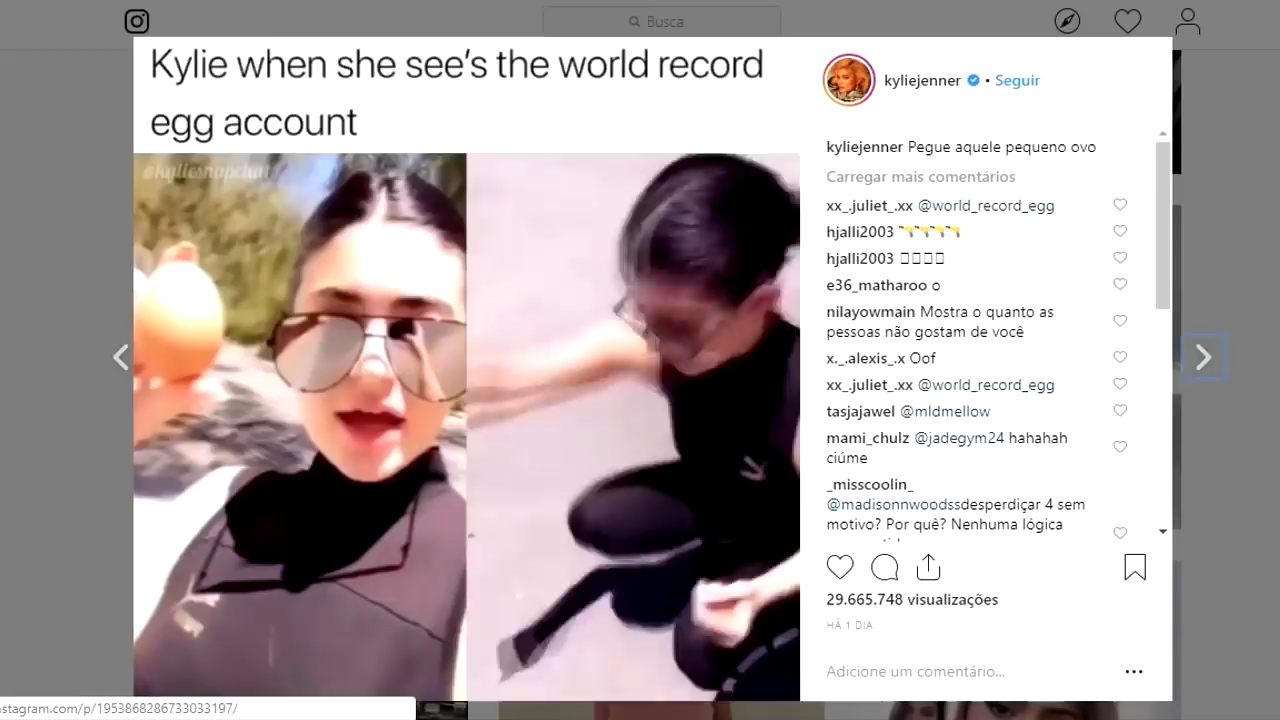 Busca
Kylie when she see's the world record
egg account
@kyliesnapchat
kyliejenner • Seguir
kyliejenner Pegue aquele pequeno ovo
Carregar mais comentários
xx_.juliet_.xx @world_record_egg
hjalli2003
hjalli2003
e36_matharoo o
nilayowmain Mostra o quanto as
pessoas não gostam de você
x._.alexis_.x Oof
xx_.juliet_.xx @world_record_egg
tasjajawel @mldmellow
mami_chulz @jadegym24 hahahah
ciúme
_misscoolin_
@madisonnwoodssdesperdiçar 4 sem
motivo? Por quê? Nenhuma lógica
29.665.748 visualizações
HÁ 1 DIA
Adicione um comentário...
nstagram.com/p/1953868286733033197/